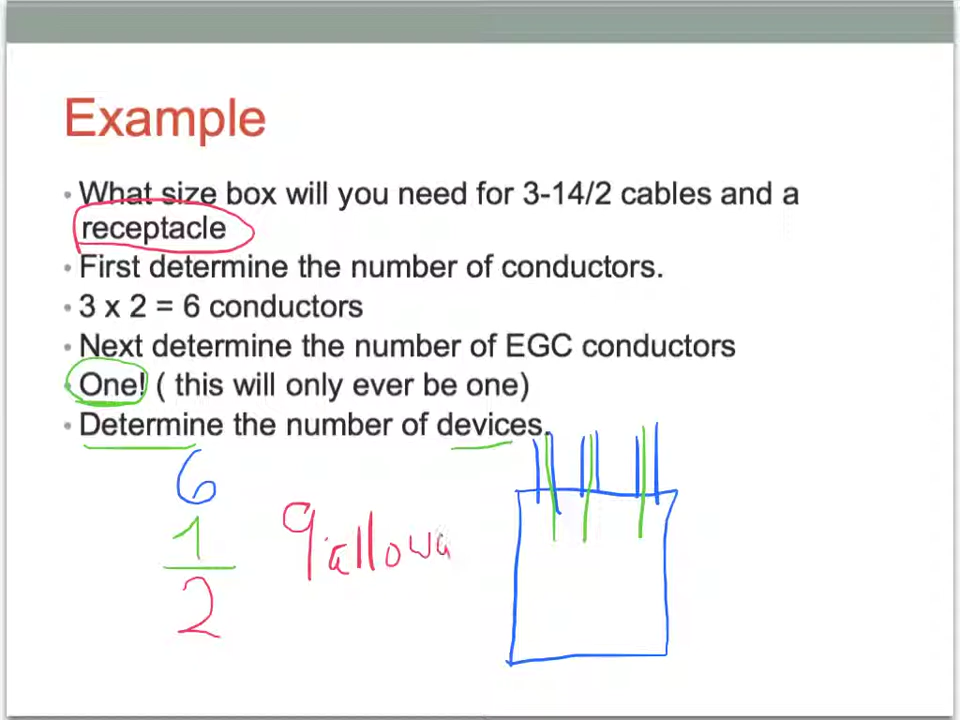 Example
• What size box will you need for 3-14/2 cables and a
receptacle
• First determine the number of conductors.
• 3 x 2 = 6 conductors
• Next determine the number of EGC conductors
• One! ( this will only ever be one)
• Determine the number of devices.
6
1
2
9 allowa